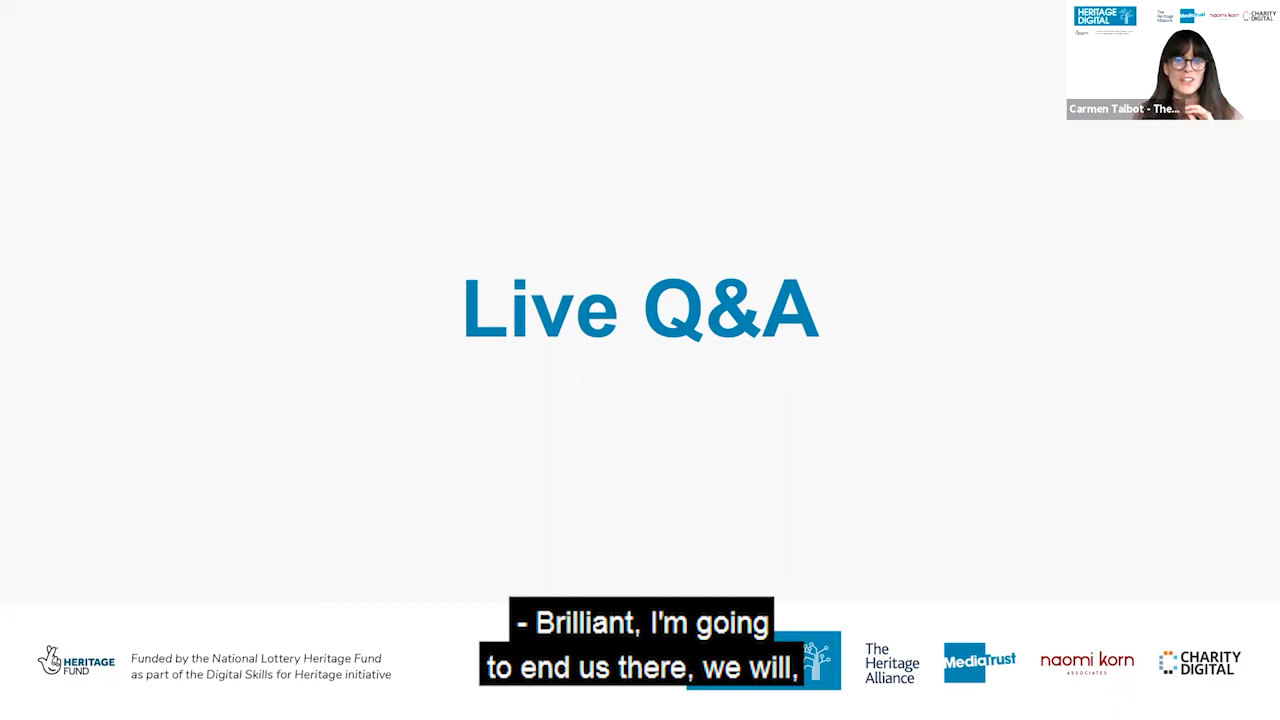 HERITAGE
DIGITAL
The
Heritage
Alliance
MediaTrust
naomi korn
CHARITY
DIGITAL
Carmen Talbot - The...
Live Q&A
- Brilliant, I'm going
to end us there, we will,
HERITAGE
FUND
Funded by the National Lottery Heritage Fund
as part of the Digital Skills for Heritage initiative
The
Heritage
Alliance
MediaTrust
naomi korn
ASSOCIATES
CHARITY
DIGITAL